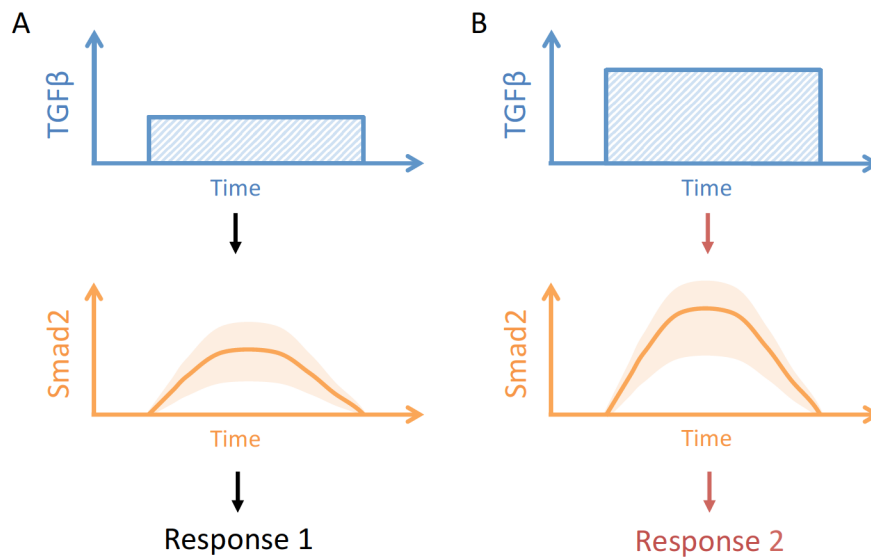 A
TGFβ
Time
Smad2
Time
Response 1
B
TGFβ
Time
Smad2
Time
Response 2